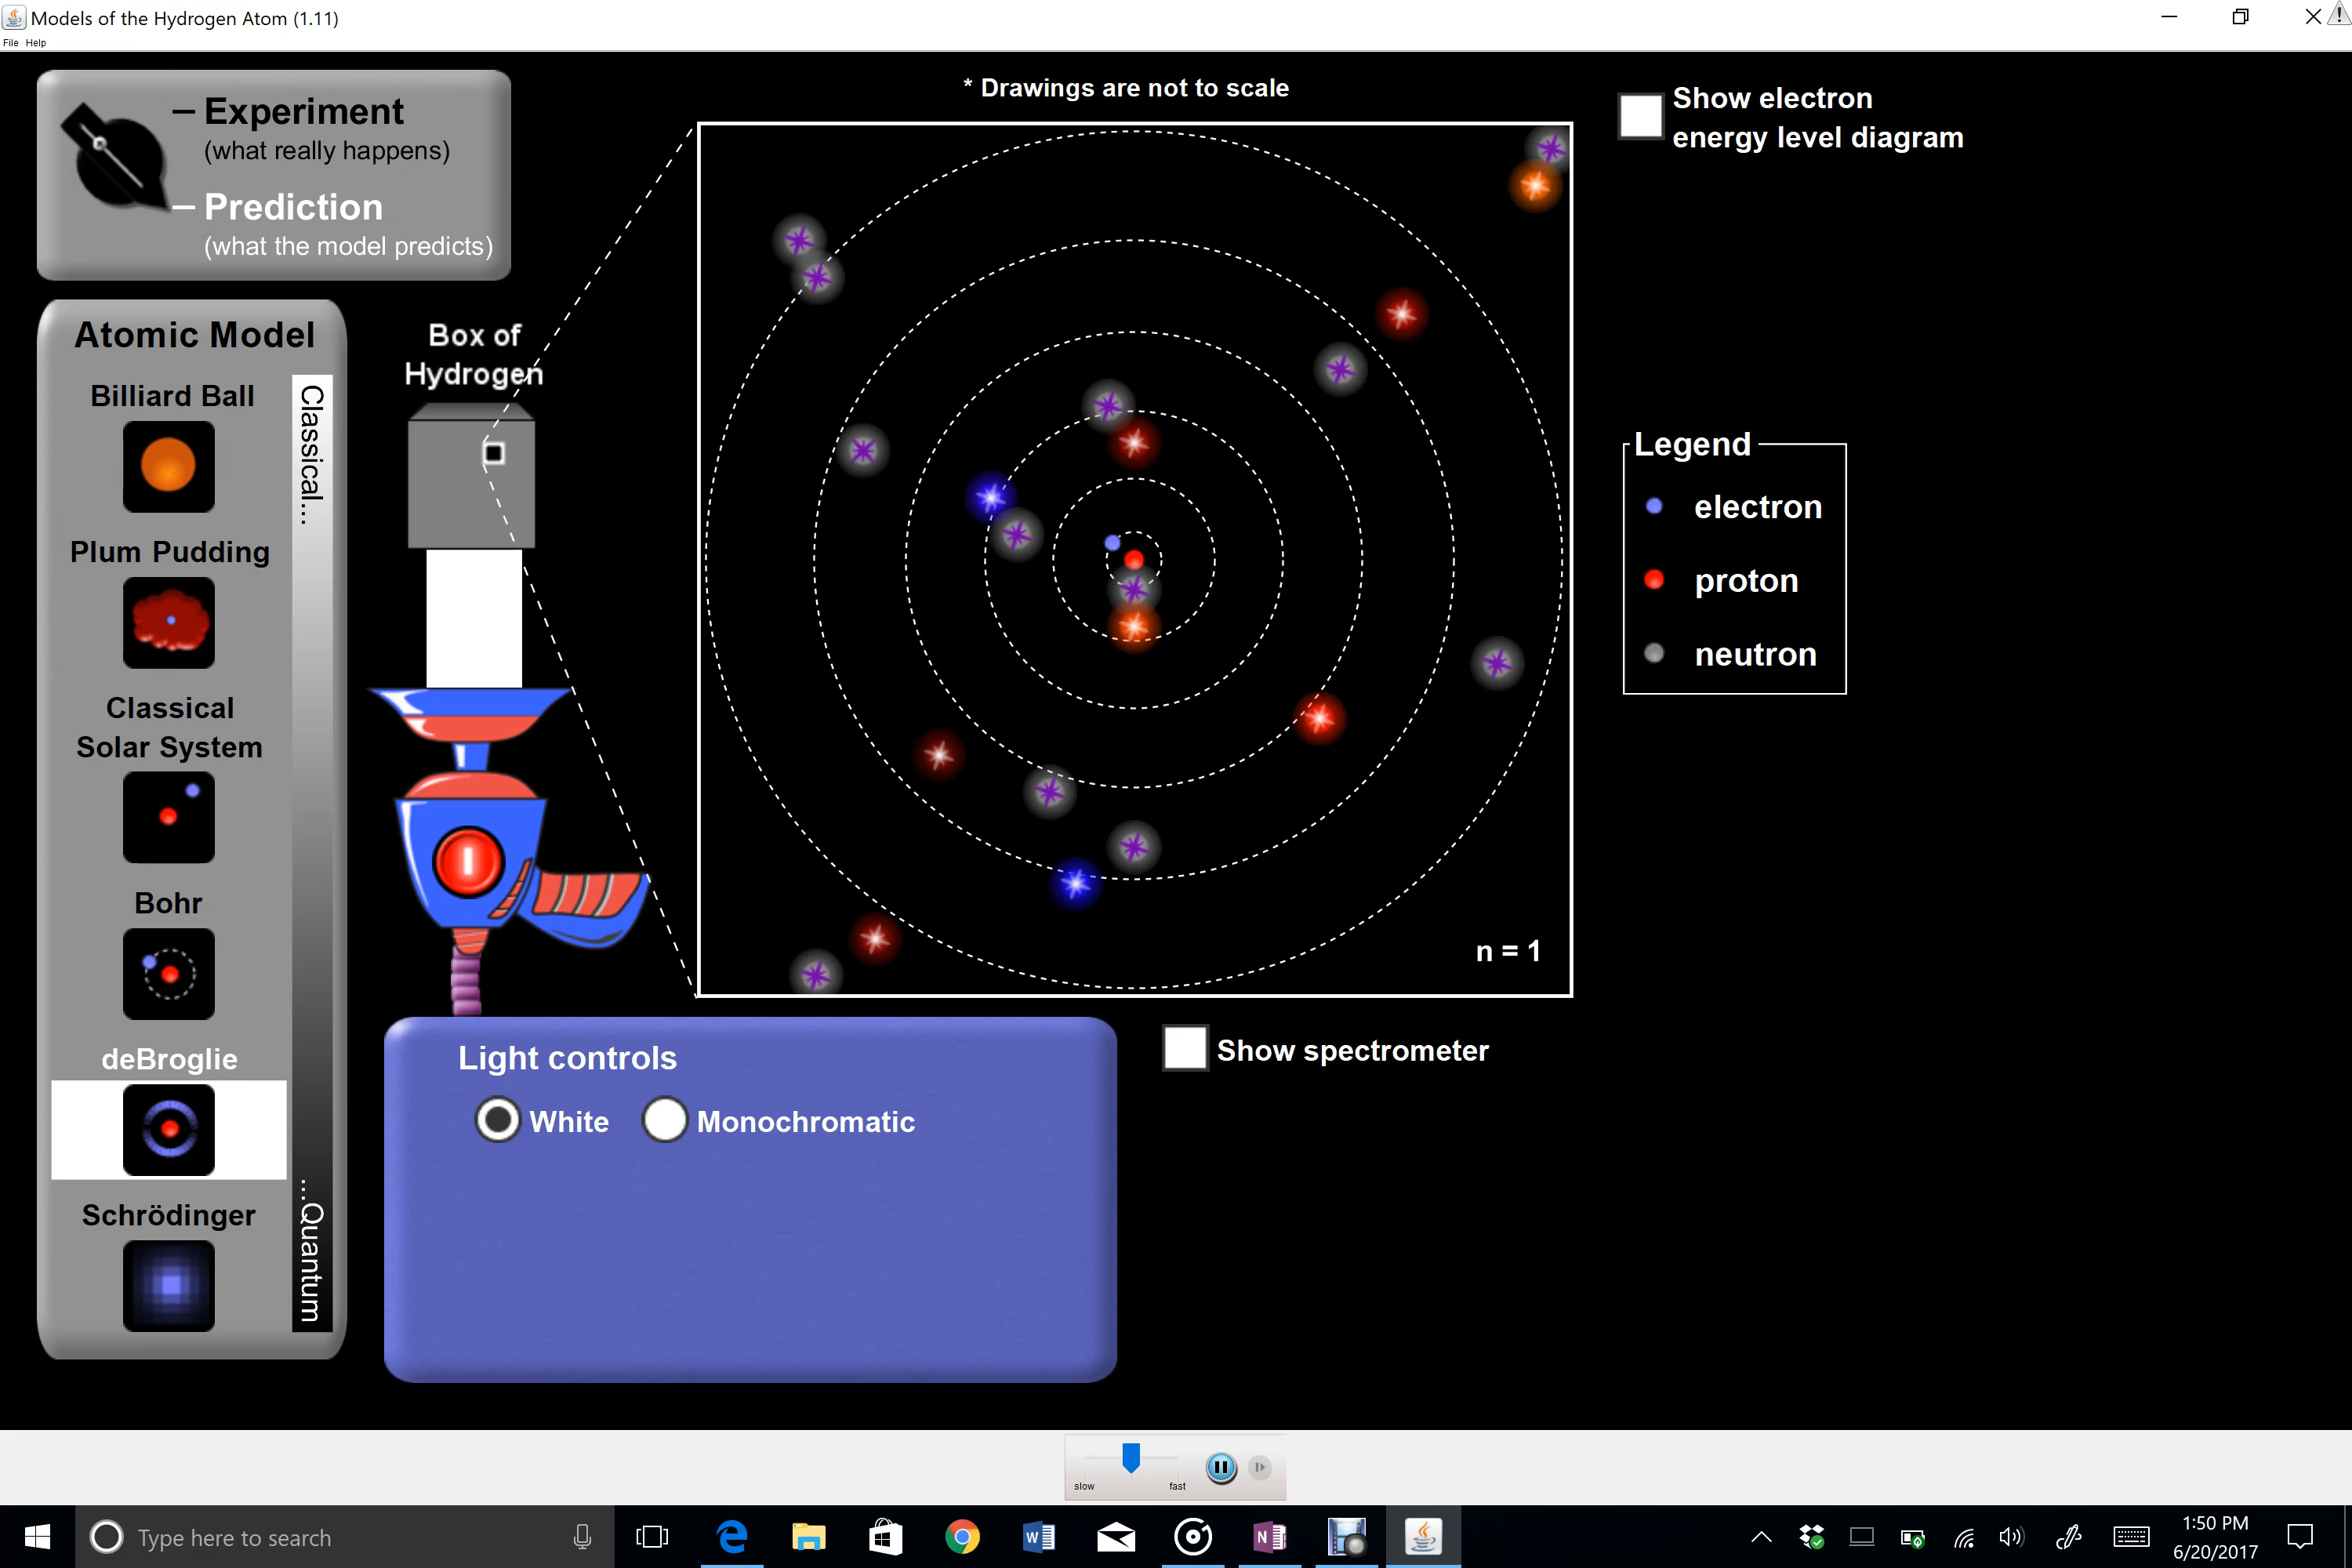 Models of the Hydrogen Atom (1.11)
File Help
Experiment
(what really happens)
Prediction
(what the model predicts)
Atomic Model
Billiard Ball
Plum Pudding
Classical
Solar System
Bohr
deBroglie
Schrödinger
Classical...
...Quantum
Box of
Hydrogen
* Drawings are not to scale
n = 1
Show electron
energy level diagram
Legend
electron
proton
neutron
Light controls
White
Monochromatic
Show spectrometer
slow
fast
Type here to search
1:50 PM
6/20/2017